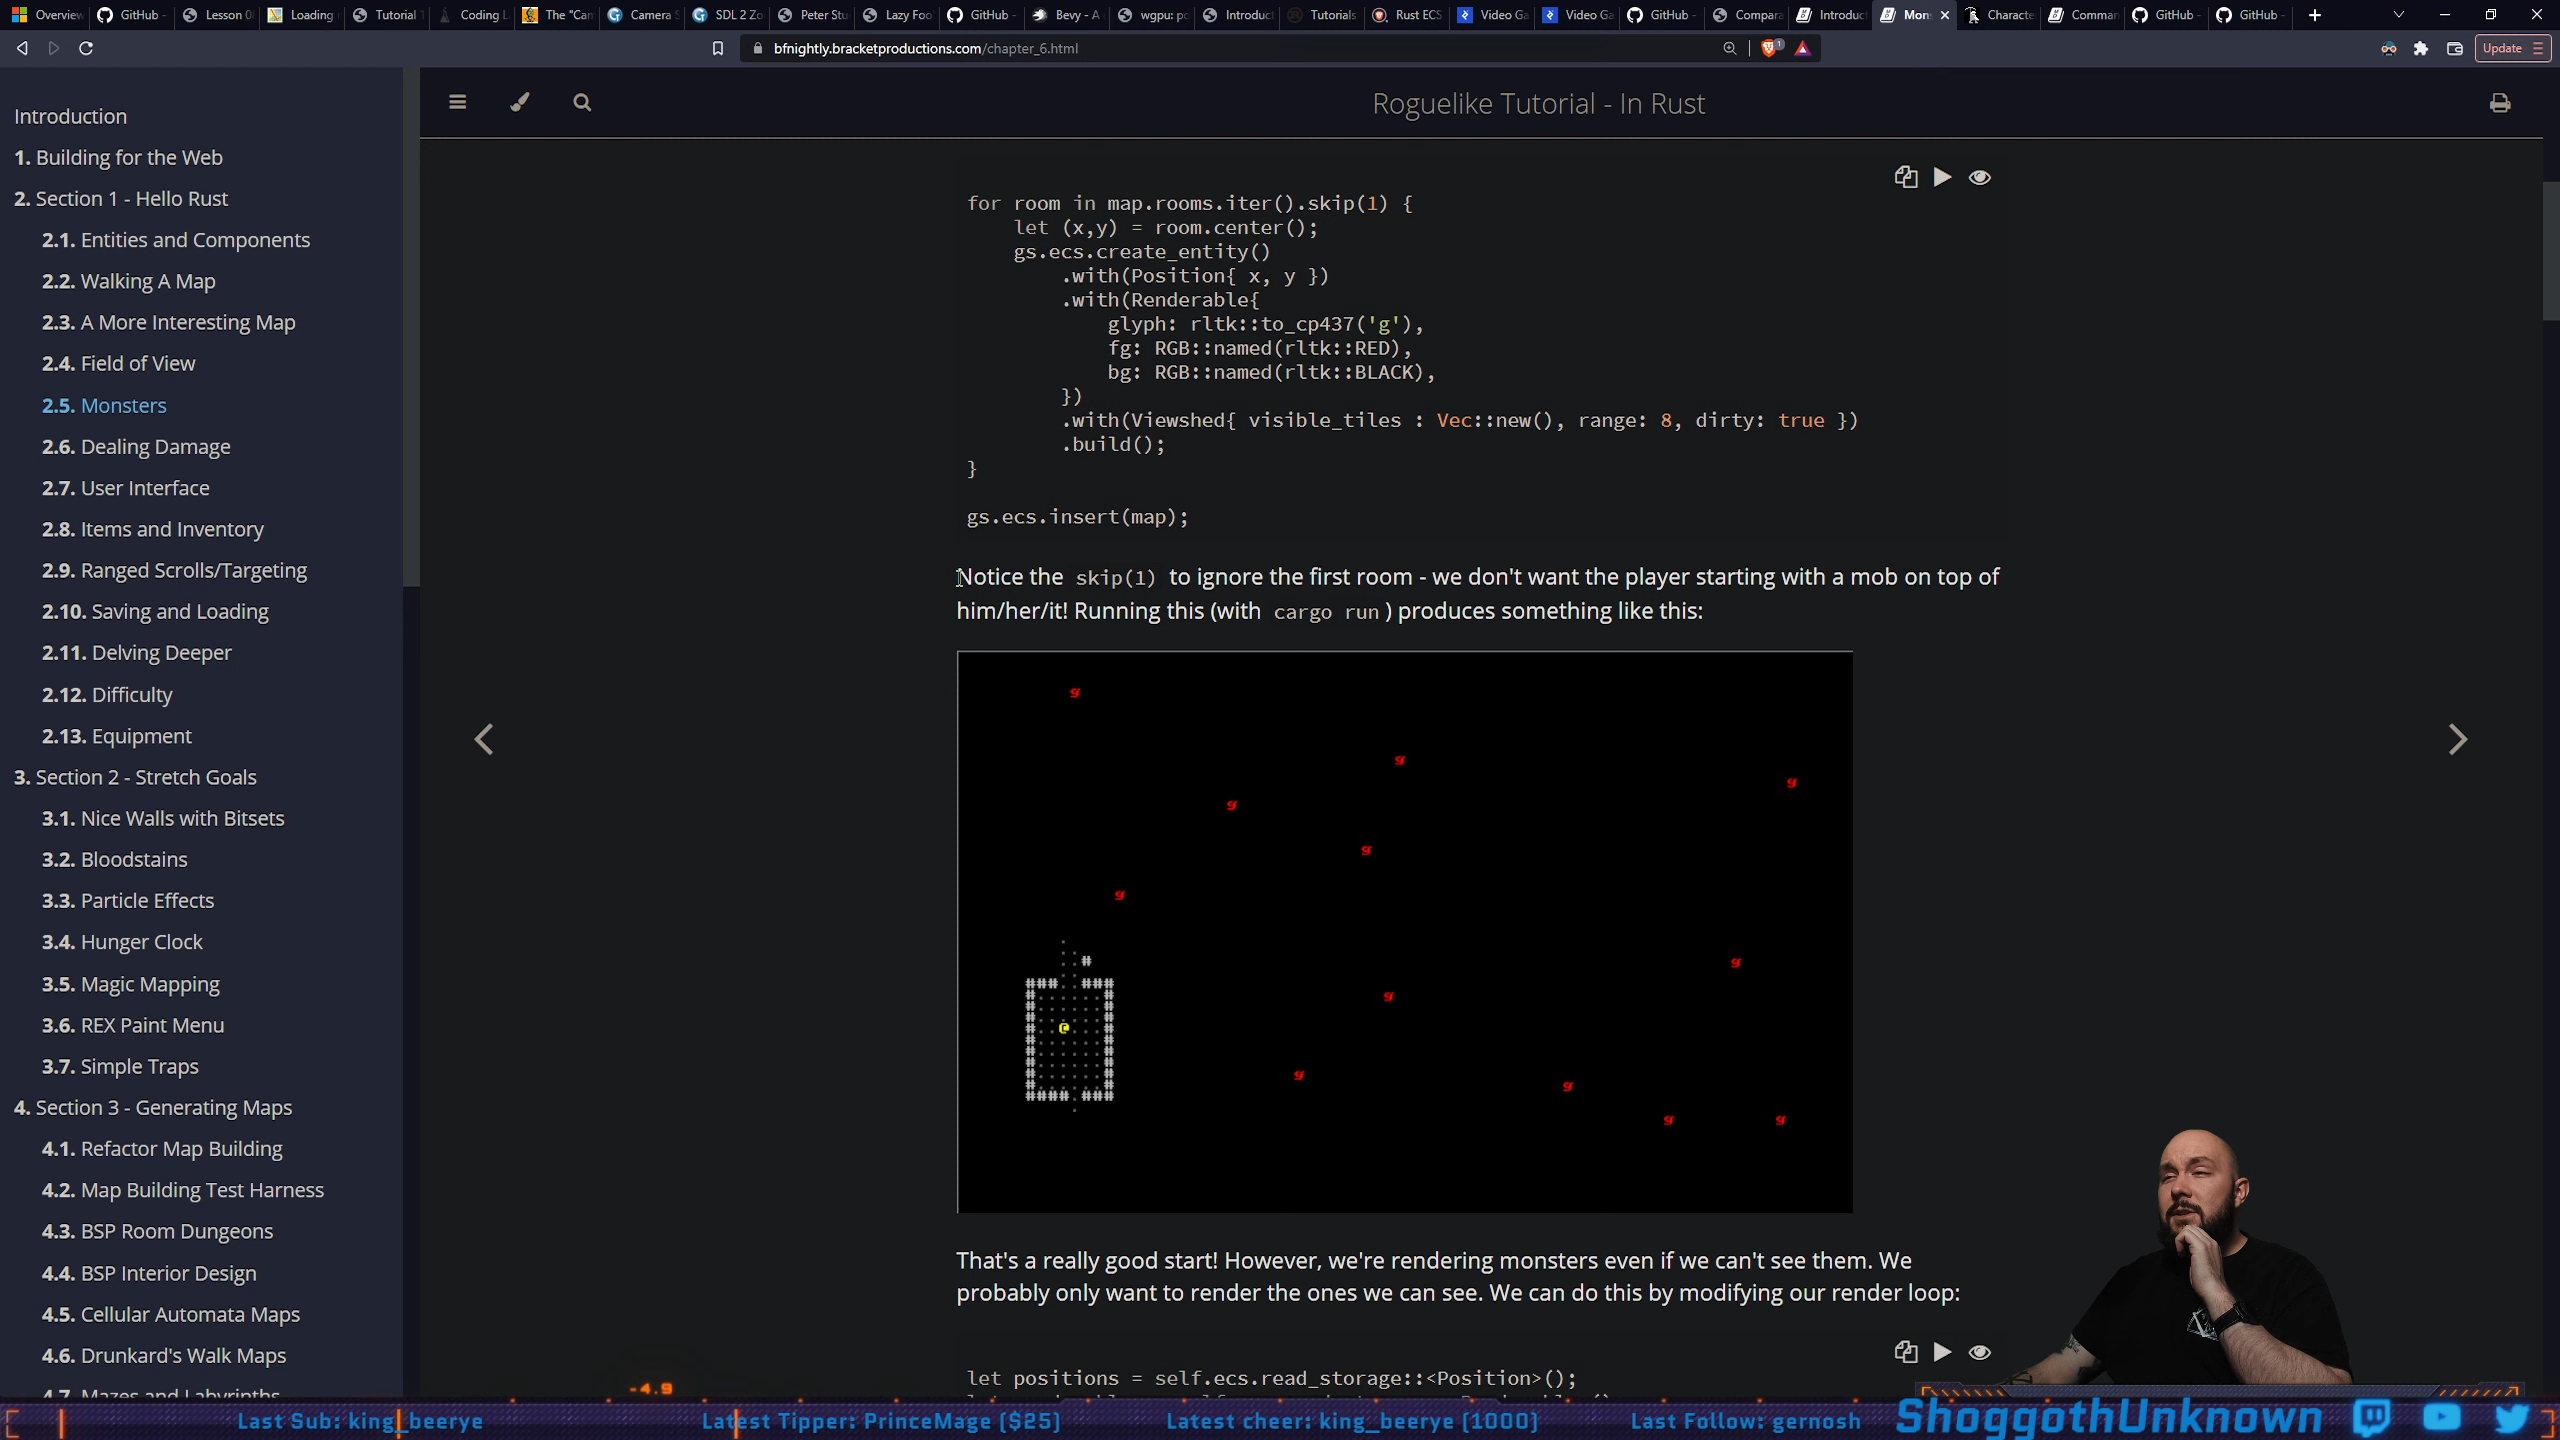 Overview
GitHub -
Lesson 0
Loading
Tutorial
Coding L
The "Can
Camera S
SDL 2 Zo
Peter Stu
Lazy Foo
GitHub -
Bevy - A
wgpu: po
Introduct
Tutorials
Rust ECS
Video Ga
Video Ga
GitHub -
Compara
Introduct
Mon
Characte
Comman
GitHub -
GitHub -
bfnightly.bracketproductions.com/chapter_6.html
1
Update
Introduction
1. Building for the Web
2. Section 1 - Hello Rust
2.1. Entities and Components
2.2. Walking A Map
2.3. A More Interesting Map
2.4. Field of View
2.5. Monsters
2.6. Dealing Damage
2.7. User Interface
2.8. Items and Inventory
2.9. Ranged Scrolls/Targeting
2.10. Saving and Loading
2.11. Delving Deeper
2.12. Difficulty
2.13. Equipment
3. Section 2 - Stretch Goals
3.1. Nice Walls with Bitsets
3.2. Bloodstains
3.3. Particle Effects
3.4. Hunger Clock
3.5. Magic Mapping
3.6. REX Paint Menu
3.7. Simple Traps
4. Section 3 - Generating Maps
4.1. Refactor Map Building
4.2. Map Building Test Harness
4.3. BSP Room Dungeons
4.4. BSP Interior Design
4.5. Cellular Automata Maps
4.6. Drunkard's Walk Maps
4.7. Mazes and Labyrinths
Roguelike Tutorial - In Rust
for room in map.rooms.iter().skip(1) {
let (x,y) = room.center();
gs.ecs.create_entity()
.with(Position{ x, y })
.with(Renderable{
glyph: rltk::to_cp437('g'),
fg: RGB::named(rltk::RED),
bg: RGB::named(rltk::BLACK),
})
.with(Viewshed{ visible_tiles : Vec::new(), range: 8, dirty: true })
.build();
}
gs.ecs.insert(map);
Notice the skip(1) to ignore the first room - we don't want the player starting with a mob on top of
him/her/it! Running this (with cargo run ) produces something like this:
That's a really good start! However, we're rendering monsters even if we can't see them. We
probably only want to render the ones we can see. We can do this by modifying our render loop:
let positions = self.ecs.read_storage::<Position>();
-4.9
Last Sub: king_beerye
Latest Tipper: PrinceMage ($25)
Latest cheer: king_beerye (1000)
Last Follow: gernosh
ShoggothUnknown